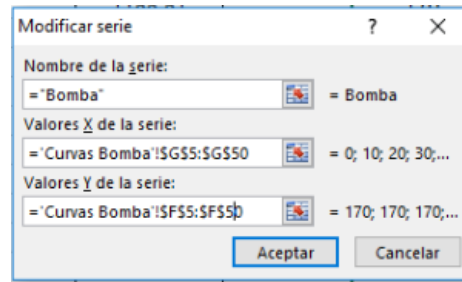 Modificar serie ? ×
Nombre de la serie:
="Bomba" = Bomba
Valores X de la serie:
='Curvas Bomba'!$G$5:$G$50 = 0; 10; 20; 30;...
Valores Y de la serie:
='Curvas Bomba'!$F$5:$F$50 = 170; 170; 170;...
Aceptar Cancelar